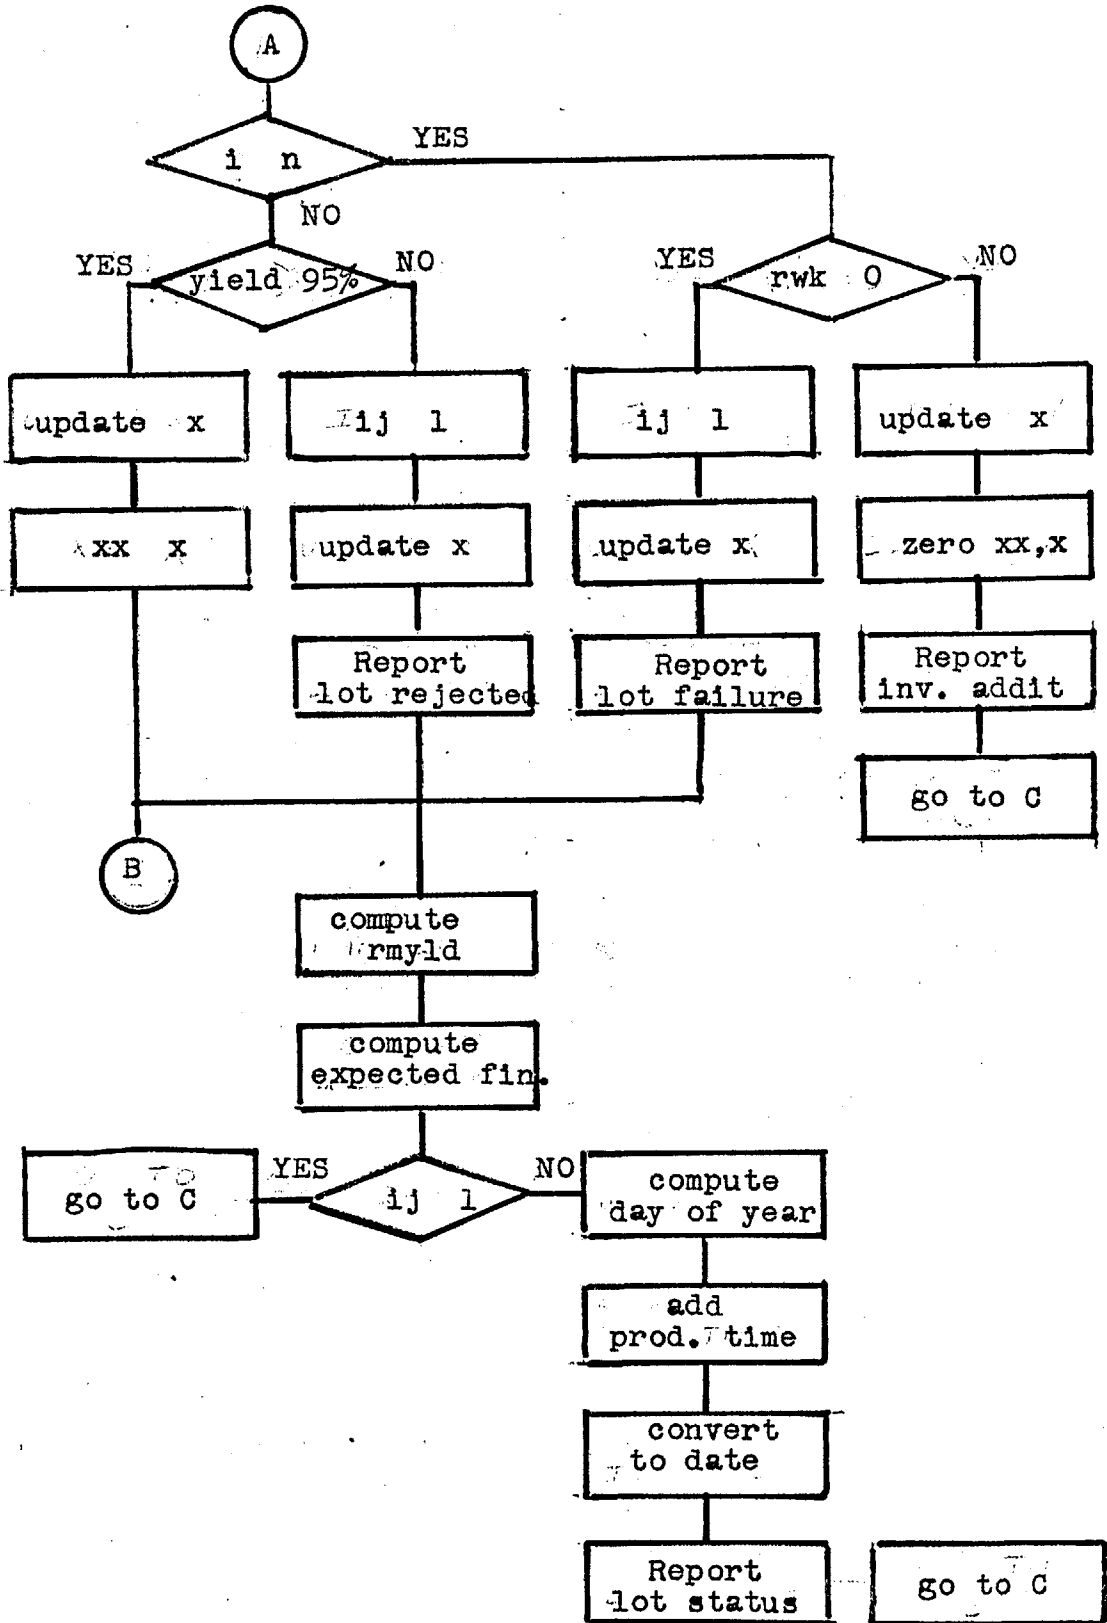 A
i n
YES
NO
YES
yield 95%
NO
YES
rwk 0
NO
update x
ij 1
ij 1
update x
xx x
update x
update x
zero xx,x
Report
lot rejected
Report
lot failure
Report
inv. addit
go to C
B
compute
rmyld
compute
expected fin.
go to C
YES
ij 1
NO
compute
day of year
add
prod. time
convert
to date
Report
lot status
go to C